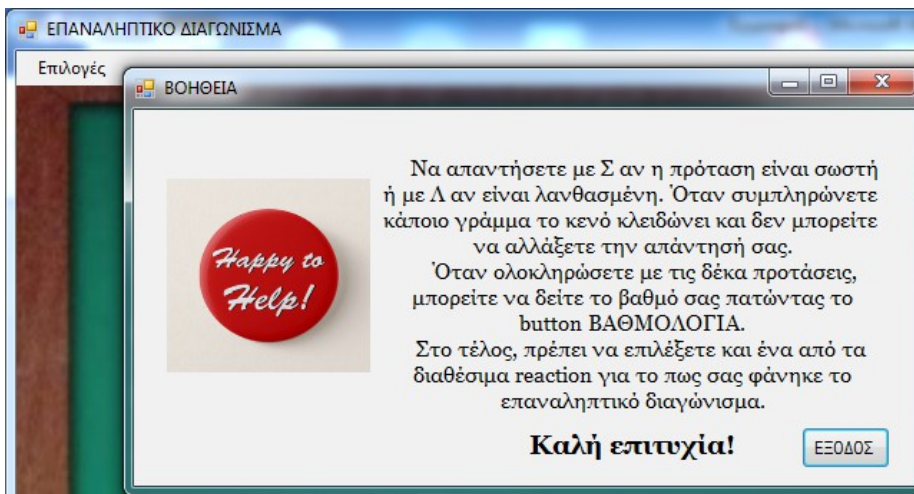 ΕΠΑΝΑΛΗΠΤΙΚΟ ΔΙΑΓΩΝΙΣΜΑ
Επιλογές
ΒΟΗΘΕΙΑ
Να απαντήσετε με Σ αν η πρόταση είναι σωστή
ή με Λ αν είναι λανθασμένη. Όταν συμπληρώνετε
κάποιο γράμμα το κενό κλειδώνει και δεν μπορείτε
να αλλάξετε την απάντησή σας.
Όταν ολοκληρώσετε με τις δέκα προτάσεις,
μπορείτε να δείτε το βαθμό σας πατώντας το
button ΒΑΘΜΟΛΟΓΙΑ.
Στο τέλος, πρέπει να επιλέξετε και ένα από τα
διαθέσιμα reaction για το πως σας φάνηκε το
επαναληπτικό διαγώνισμα.
Happy to
Help!
Καλή επιτυχία!
ΕΞΟΔΟΣ